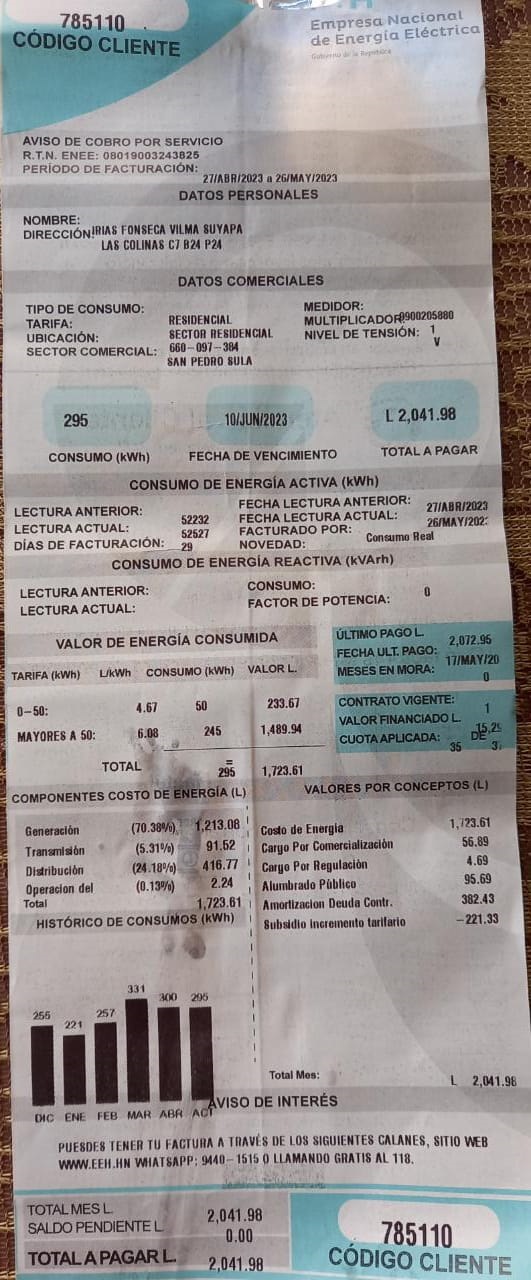 785110
CÓDIGO CLIENTE
Empresa Nacional
de Energía Eléctrica
Gobierno de la República
AVISO DE COBRO POR SERVICIO
R.T.N. ENEE: 08019003243825
PERÍODO DE FACTURACIÓN: 27/ABR/2023 a 26/MAY/2023
DATOS PERSONALES
NOMBRE: IRIAS FONSECA VILMA SUYAPA
DIRECCIÓN: LAS COLINAS C7 B24 P24
DATOS COMERCIALES
TIPO DE CONSUMO: RESIDENCIAL MEDIDOR: 0900205880
TARIFA: SECTOR RESIDENCIAL MULTIPLICADOR: 1
UBICACIÓN: 660-097-384 NIVEL DE TENSIÓN: V
SECTOR COMERCIAL: SAN PEDRO SULA
295 10/JUN/2023 L 2,041.98
CONSUMO (kWh) FECHA DE VENCIMIENTO TOTAL A PAGAR
CONSUMO DE ENERGÍA ACTIVA (kWh)
LECTURA ANTERIOR: 52232 FECHA LECTURA ANTERIOR: 27/ABR/2023
LECTURA ACTUAL: 52527 FECHA LECTURA ACTUAL: 26/MAY/202
DÍAS DE FACTURACIÓN: 29 FACTURADO POR: Consumo Real
NOVEDAD:
CONSUMO DE ENERGÍA REACTIVA (kVArh)
LECTURA ANTERIOR: CONSUMO: 0
LECTURA ACTUAL: FACTOR DE POTENCIA:
VALOR DE ENERGÍA CONSUMIDA
TARIFA (kWh) L/kWh CONSUMO (kWh) VALOR L.
0-50: 4.67 50 233.67
MAYORES A 50: 6.08 245 1,489.94
=
TOTAL 295 1,723.61
ÚLTIMO PAGO L. 2,072.95
FECHA ULT. PAGO: 17/MAY/20
MESES EN MORA: 0
CONTRATO VIGENTE: 1
VALOR FINANCIADO L. 15,29
CUOTA APLICADA: 35 DE 3
COMPONENTES COSTO DE ENERGÍA (L)
Generación (70.38%) 1,213.08
Transmisión (5.31%) 91.52
Distribución (24.18%) 416.77
Operacion del (0.13%) 2.24
Total 1,723.61
VALORES POR CONCEPTOS (L)
Costo de Energía 1,723.61
Cargo Por Comercialización 56.89
Cargo Por Regulación 4.69
Alumbrado Público 95.69
Amortizacion Deuda Contr. 382.43
Subsidio incremento tarifario -221.33
HISTÓRICO DE CONSUMOS (kWh)
255 221 257 331 300 295
DIC ENE FEB MAR ABR ACT
Total Mes: L 2,041.98
AVISO DE INTERÉS
PUESDES TENER TU FACTURA A TRAVÉS DE LOS SIGUIENTES CALANES, SITIO WEB
WWW.EEH.HN WHATSAPP: 9440-1515 O LLAMANDO GRATIS AL 118.
TOTAL MES L. 2,041.98
SALDO PENDIENTE L. 0.00
TOTAL A PAGAR L. 2,041.98
785110
CÓDIGO CLIENTE